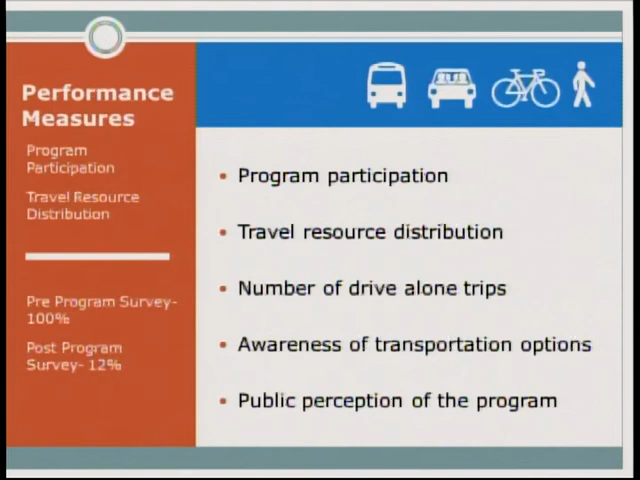 Performance
Measures
Program
Participation
Travel Resource
Distribution
Pre Program Survey-
100%
Post Program
Survey- 12%
Program participation
Travel resource distribution
Number of drive alone trips
Awareness of transportation options
Public perception of the program